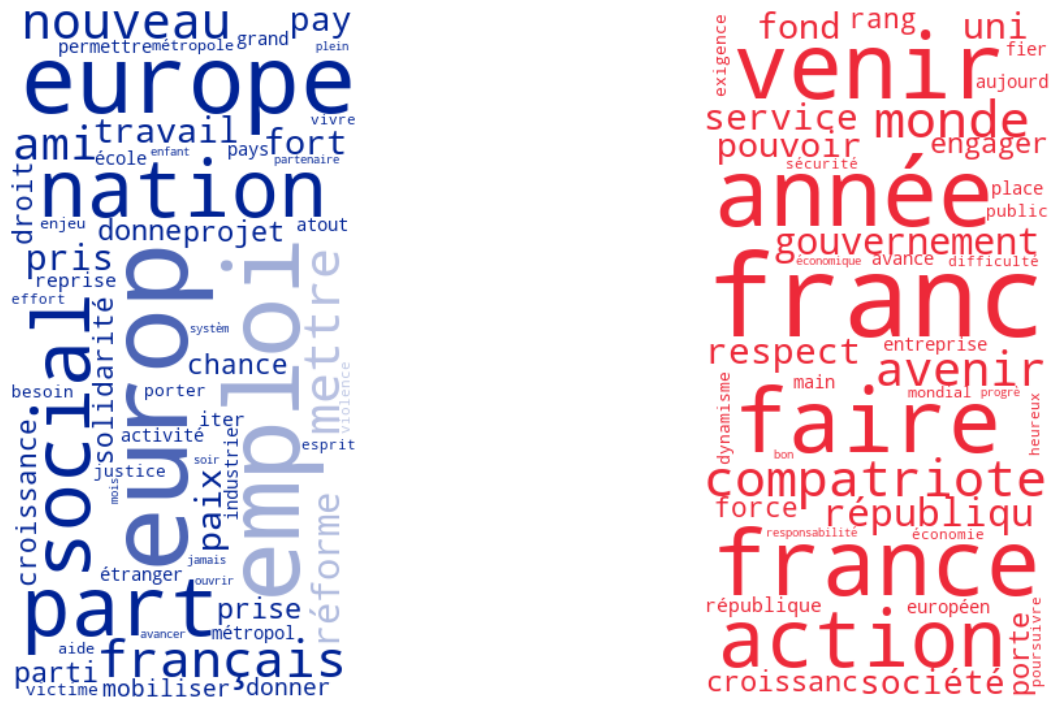 nouveau
pay
permettre
métropole
grand
plein
europe
vivre
ami
travail
fort
école
enfant
pays
partenaire
droit
nation
enjeu
donne
projet
atout
pris
reprise
effort
social
solidarité
europ
systèm
emploi
mettre
chance
violence
besoin
porter
iter
activité
esprit
croissance
justice
soir
mois
paix
industrier
jamais
étranger
ouvrir
réforme
part
prise
avancer
métropol
aide
français
parti
victime
mobiliser
donner
exigence
fond
rang
uni
venir
fier
aujourd
service
monde
pouvoir
engager
sécurité
année
place
public
gouvernement
économique
avance
difficulté
franc
respect
entreprise
avenir
main
mondial
progrè
dynamisme
faire
heureux
bon
compatriote
force
républiqu
responsabilité
économie
france
république
européen
action
porte
poursuivre
croissanc
société